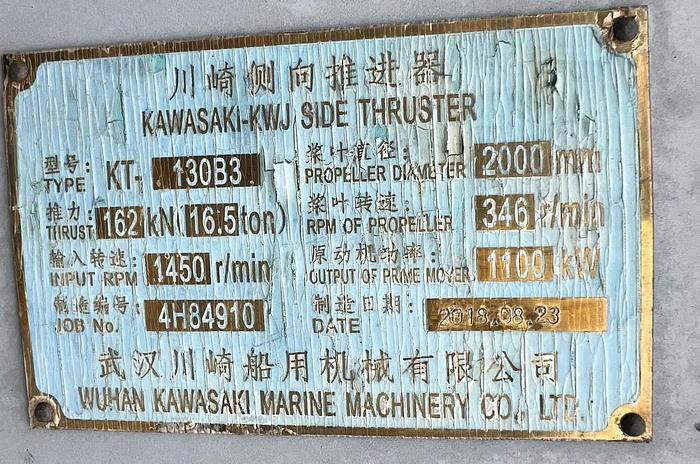 川崎侧向推进器
KAWASAKI-KWJ SIDE THRUSTER
型号: TYPE KT- 130B3
桨叶直径: PROPELLER DIAMETER 2000 mm
推力: THRUST 162 kN(16.5 ton)
桨叶转速: RPM OF PROPELLER 346 r/min
输入转速: INPUT RPM 1450 r/min
原动机功率: OUTPUT OF PRIME MOVER 1100 kW
制造编号: JOB No. 4H84910
制造日期: DATE 2018.08.23
武汉川崎船用机械有限公司
WUHAN KAWASAKI MARINE MACHINERY CO., LTD.